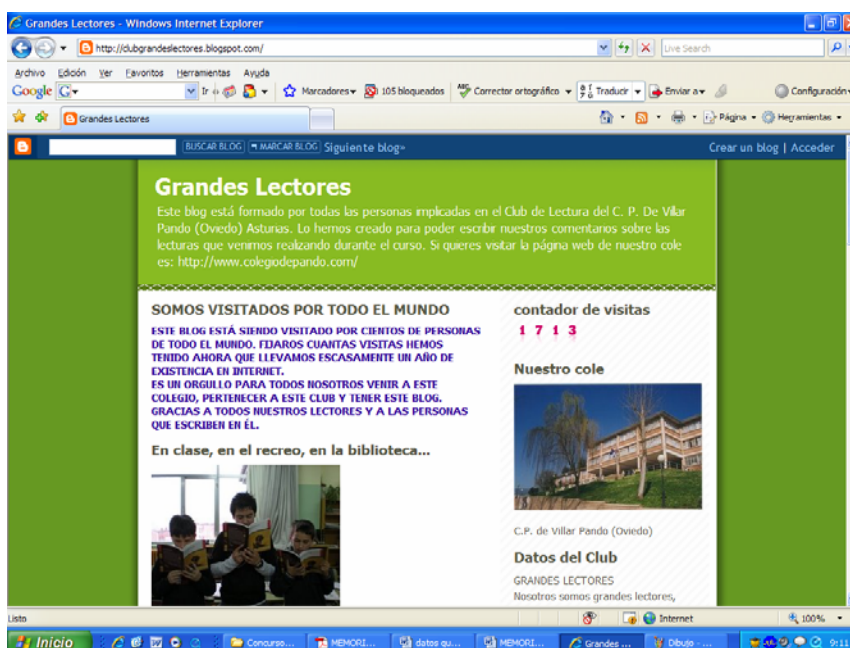 Grandes Lectores - Windows Internet Explorer
http://clubgrandeslectores.blogspot.com/
Live Search
Archivo Edición Ver Favoritos Herramientas Ayuda
Google G Ir Marcadores 105 bloqueados Corrector ortográfico Traducir Enviar a Configuración
Grandes Lectores
Página Herramientas
BUSCAR BLOG MARCAR BLOG Siguiente blog»
Crear un blog | Acceder
Grandes Lectores
Este blog está formado por todas las personas implicadas en el Club de Lectura del C. P. De Villar
Pando (Oviedo) Asturias. Lo hemos creado para poder escribir nuestros comentarios sobre las
lecturas que venimos realizando durante el curso. Si quieres visitar la página web de nuestro cole
es: http://www.colegiodepando.com/
SOMOS VISITADOS POR TODO EL MUNDO
ESTE BLOG ESTÁ SIENDO VISITADO POR CIENTOS DE PERSONAS
DE TODO EL MUNDO. FIJAROS CUANTAS VISITAS HEMOS
TENIDO AHORA QUE LLEVAMOS ESCASAMENTE UN AÑO DE
EXISTENCIA EN INTERNET.
ES UN ORGULLO PARA TODOS NOSOTROS VENIR A ESTE
COLEGIO, PERTENECER A ESTE CLUB Y TENER ESTE BLOG.
GRACIAS A TODOS NUESTROS LECTORES Y A LAS PERSONAS
QUE ESCRIBEN EN ÉL.
En clase, en el recreo, en la biblioteca...
contador de visitas
1 7 1 3
Nuestro cole
C.P. de Villar Pando (Oviedo)
Datos del Club
GRANDES LECTORES
Nosotros somos grandes lectores,
Listo
Internet
100%
Inicio
Concurso...
MEMORI...
datos qu...
MEMORI...
Grandes ...
Dibujo - ...
9:11